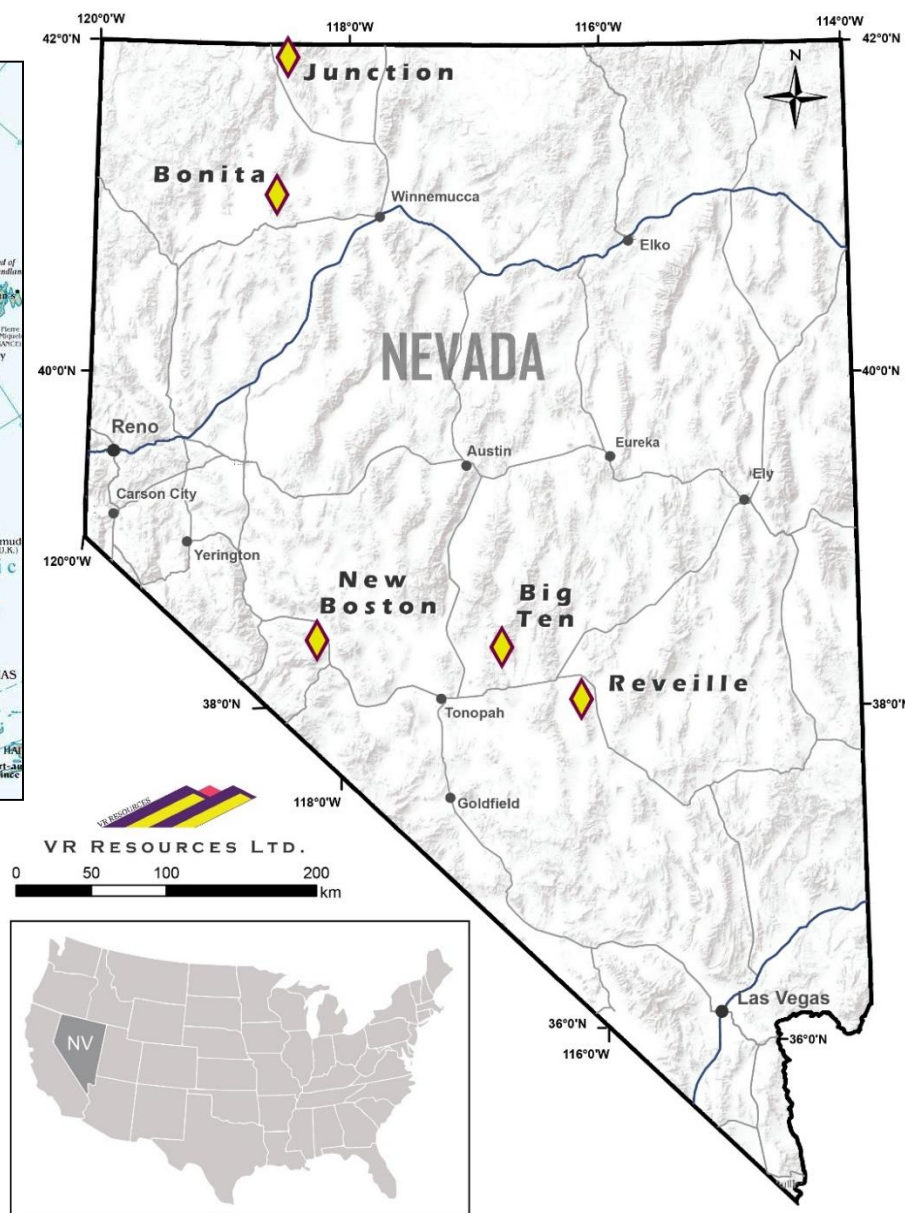 120°0'W
118°0'W
116°0'W
114°0'W
42°0'N
42°0'N
Junction
N
Bonita
Winnemucca
Elko
NEVADA
40°0'N
40°0'N
Reno
Austin
Eureka
Ely
Carson City
Yerington
120°0'W
New
Boston
Big
Ten
Reveille
38°0'N
Tonopah
38°0'N
118°0'W
Goldfield
VR RESOURCES
VR RESOURCES LTD.
0 50 100 200
km
Las Vegas
36°0'N
116°0'W
36°0'N
NV